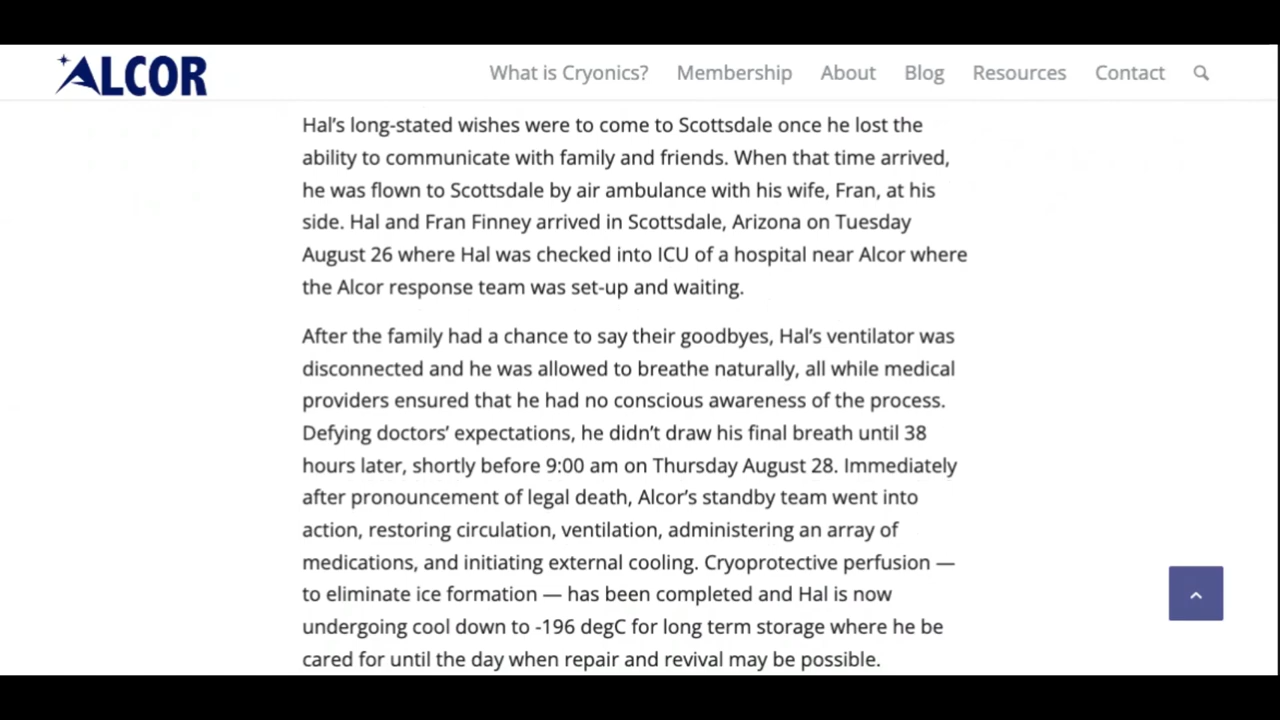 ALCOR
What is Cryonics? Membership About Blog Resources Contact
Hal’s long-stated wishes were to come to Scottsdale once he lost the
ability to communicate with family and friends. When that time arrived,
he was flown to Scottsdale by air ambulance with his wife, Fran, at his
side. Hal and Fran Finney arrived in Scottsdale, Arizona on Tuesday
August 26 where Hal was checked into ICU of a hospital near Alcor where
the Alcor response team was set-up and waiting.
After the family had a chance to say their goodbyes, Hal’s ventilator was
disconnected and he was allowed to breathe naturally, all while medical
providers ensured that he had no conscious awareness of the process.
Defying doctors’ expectations, he didn’t draw his final breath until 38
hours later, shortly before 9:00 am on Thursday August 28. Immediately
after pronouncement of legal death, Alcor’s standby team went into
action, restoring circulation, ventilation, administering an array of
medications, and initiating external cooling. Cryoprotective perfusion —
to eliminate ice formation — has been completed and Hal is now
undergoing cool down to -196 degC for long term storage where he be
cared for until the day when repair and revival may be possible.